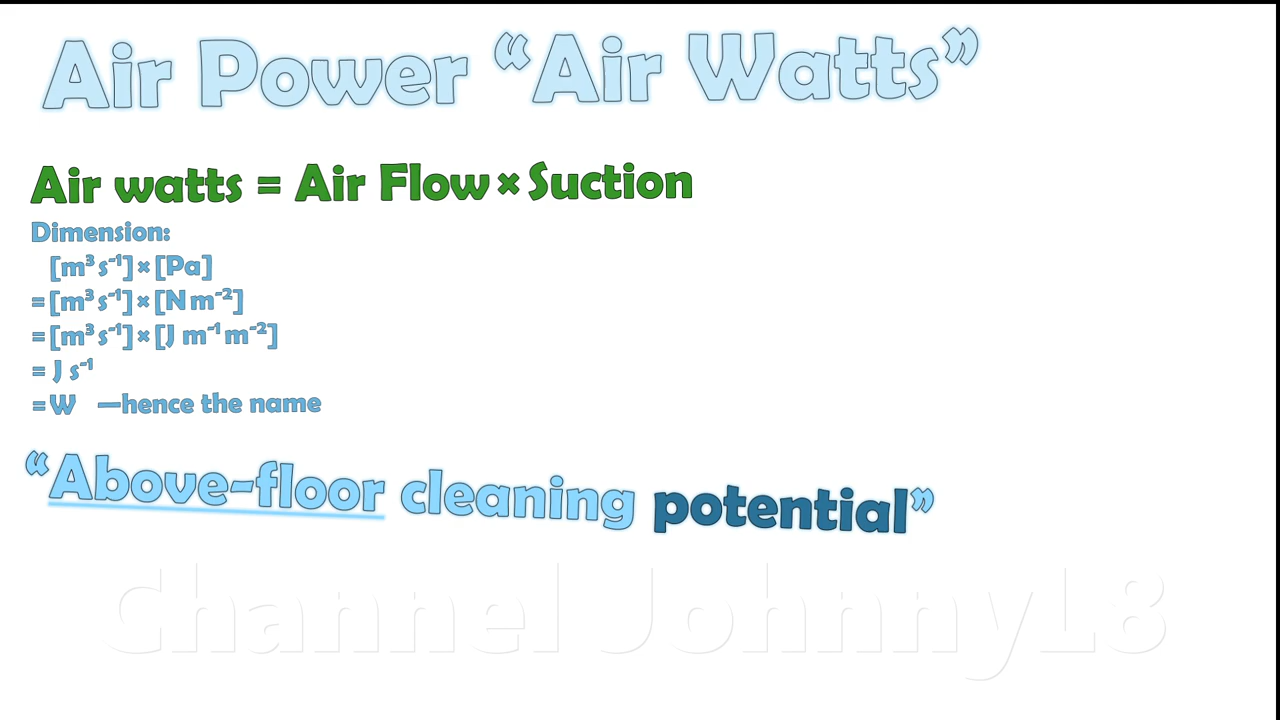 Air Power “Air Watts”
Air watts = Air Flow × Suction
Dimension:
[m³ s⁻¹] × [Pa]
= [m³ s⁻¹] × [N m⁻²]
= [m³ s⁻¹] × [J m⁻¹ m⁻²]
= J s⁻¹
= W —hence the name
“Above-floor cleaning potential”
Channel JohnnyL8